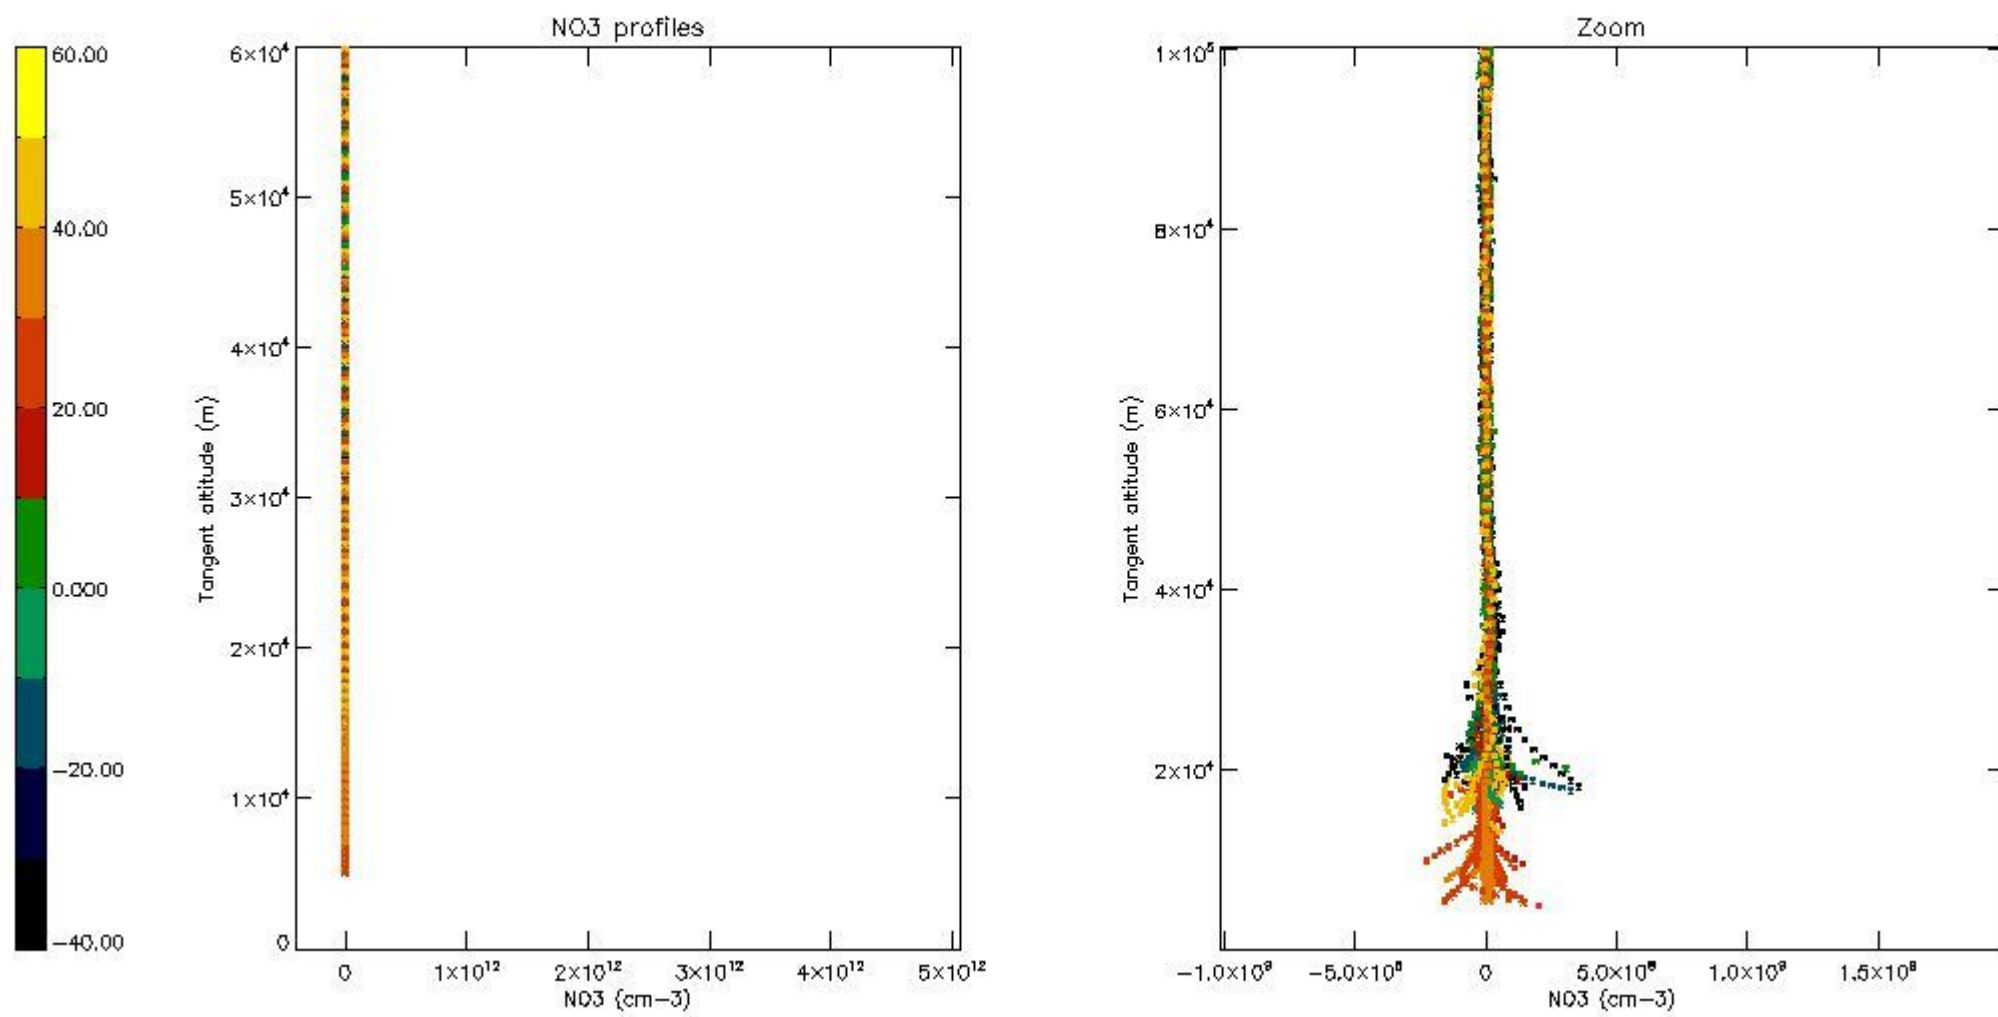 NO3 profiles
60.00
40.00
20.00
0.000
-20.00
-40.00
6×10⁴
5×10⁴
4×10⁴
3×10⁴
2×10⁴
1×10⁴
0
Tangent altitude (m)
0 1×10¹² 2×10¹² 3×10¹² 4×10¹² 5×10¹²
NO3 (cm-3)
Zoom
1×10⁵
8×10⁴
6×10⁴
4×10⁴
2×10⁴
Tangent altitude (m)
-1.0×10⁹ -5.0×10⁸ 0 5.0×10⁸ 1.0×10⁹ 1.5×10⁹
NO3 (cm-3)